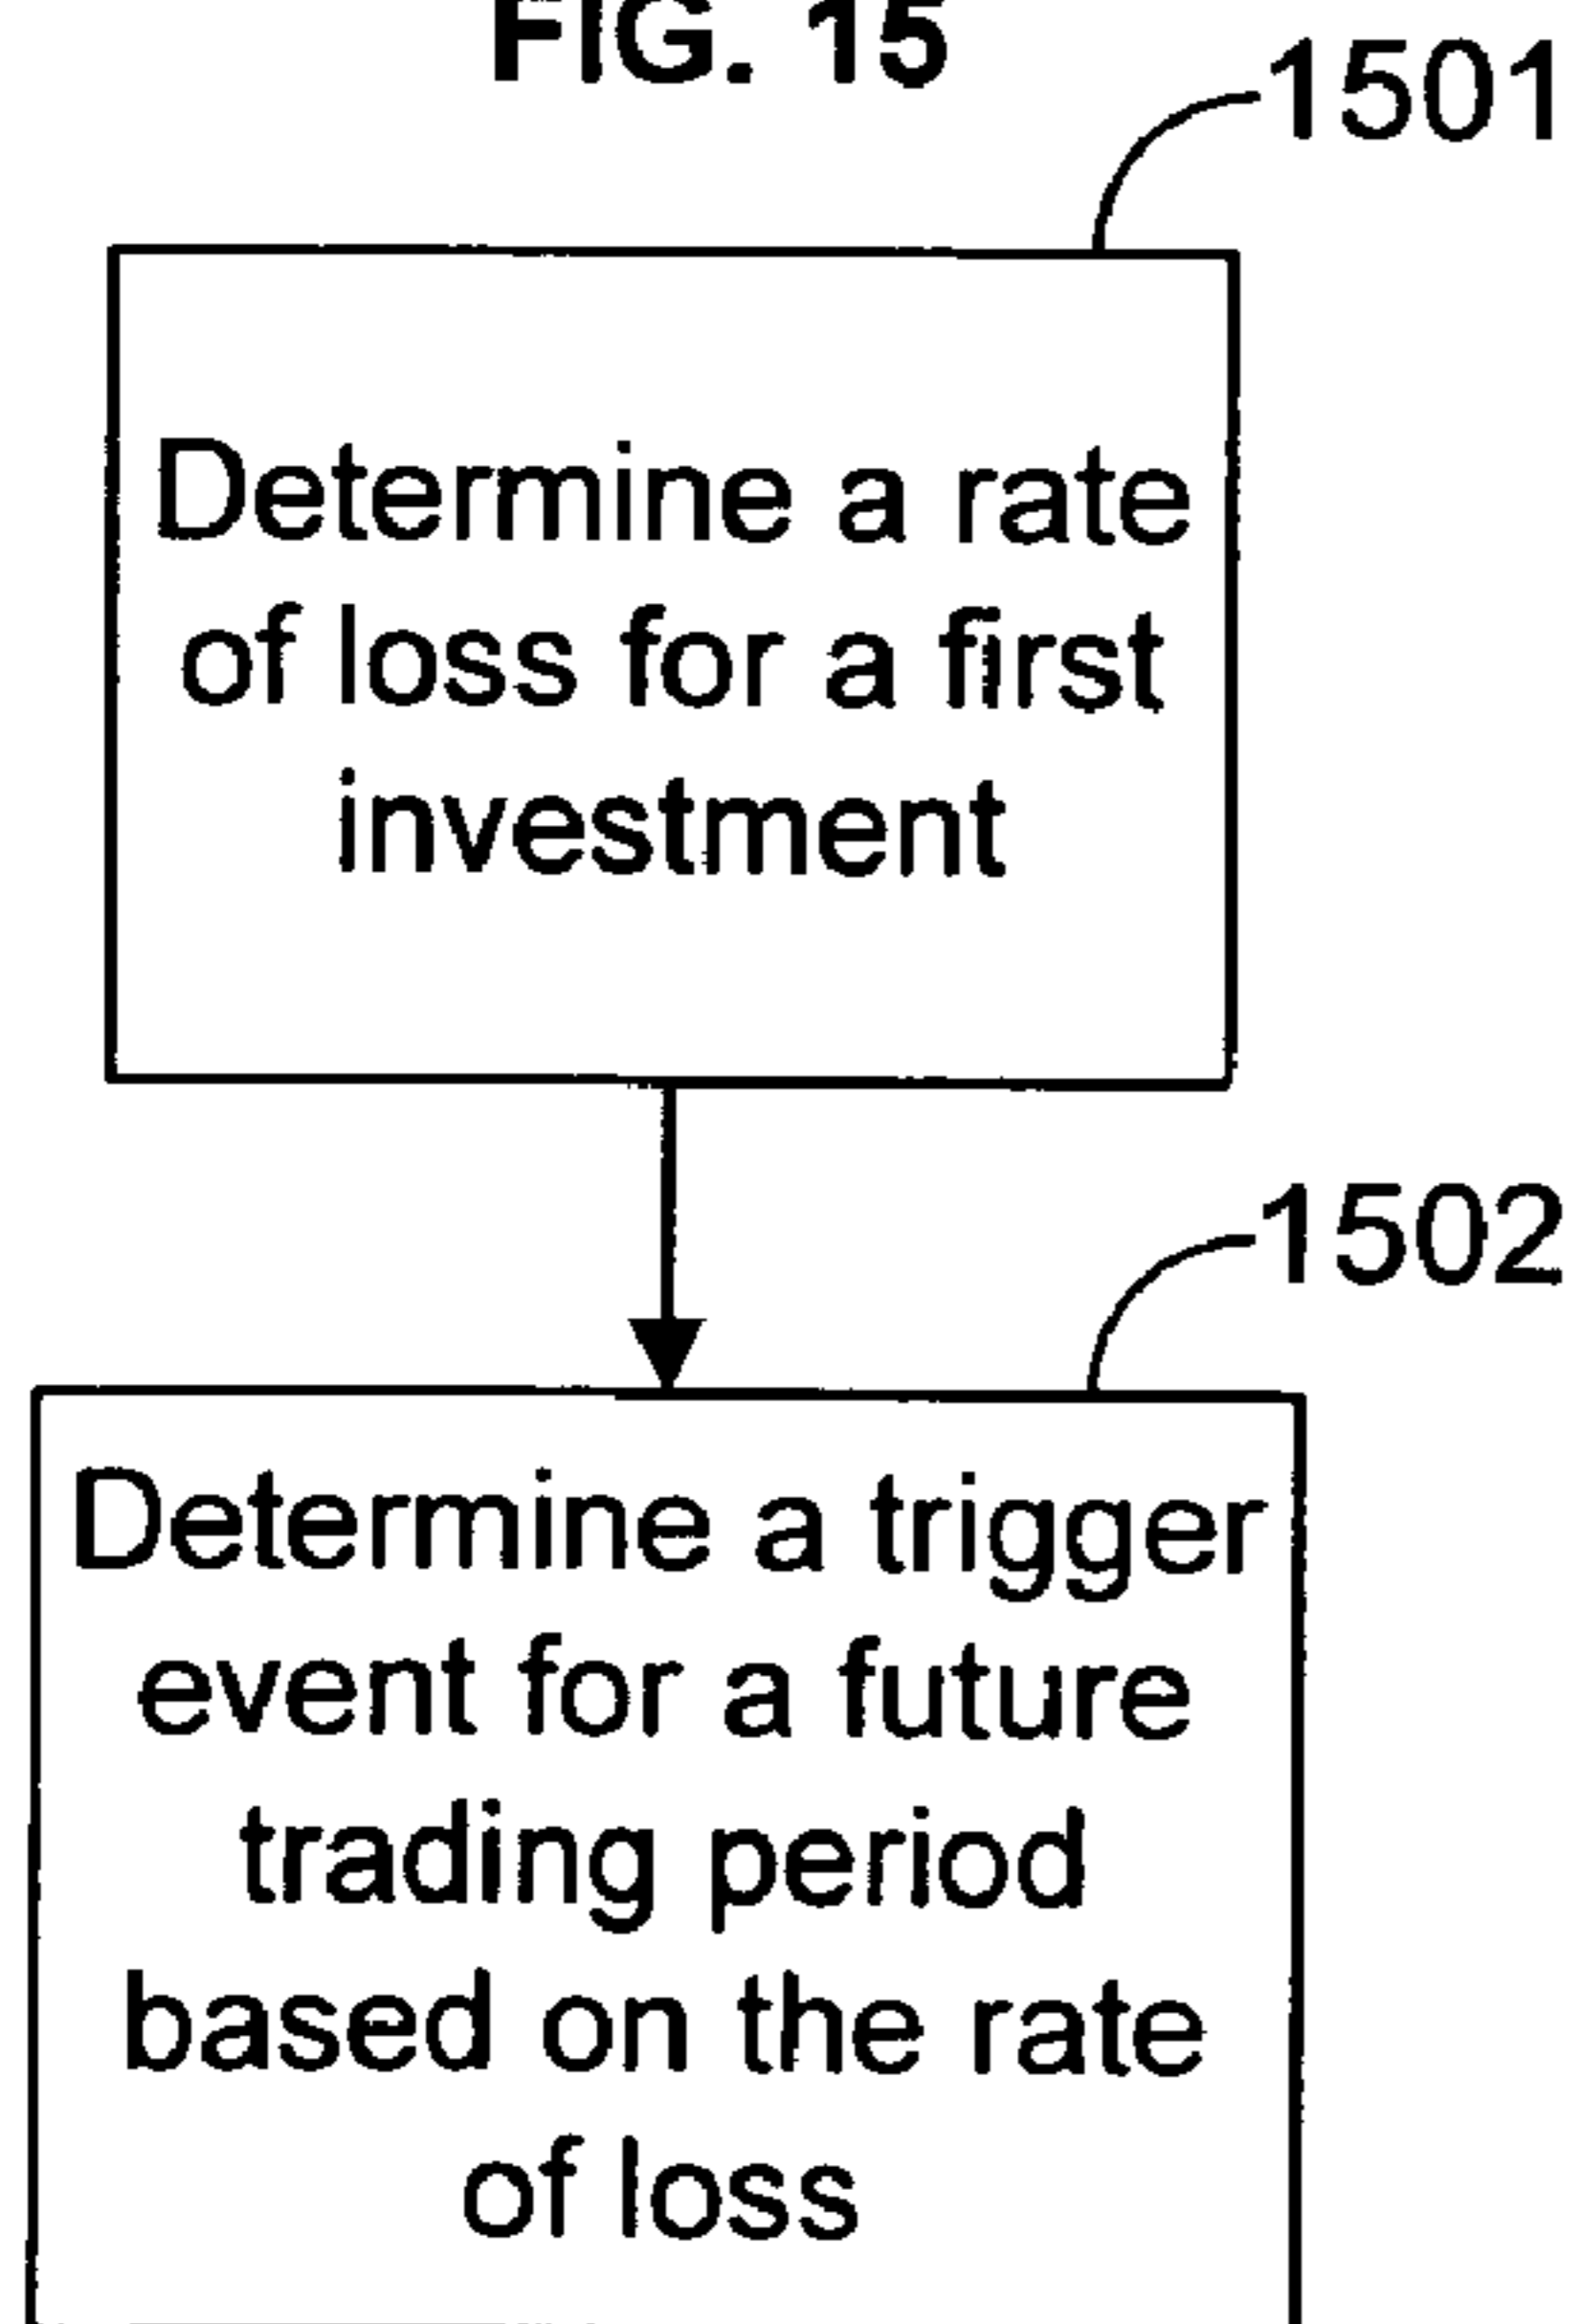 FIG. 15
1501
Determine a rate
of loss for a first
investment
1502
Determine a trigger
event for a future
trading period
based on the rate
of loss